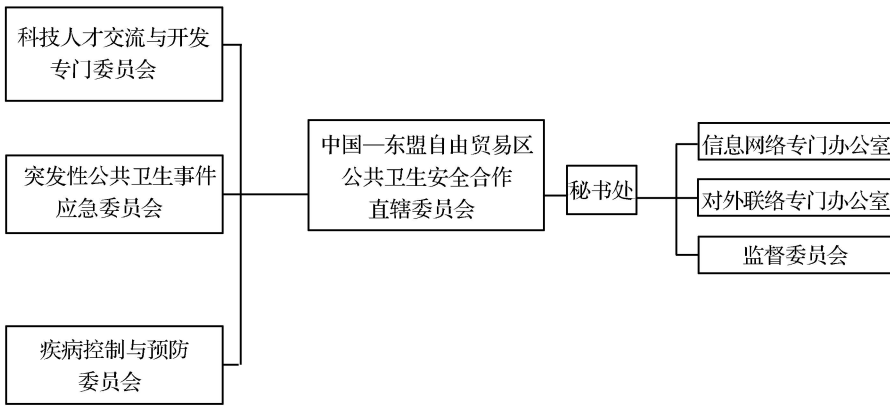 科技人才交流与开发
专门委员会
突发性公共卫生事件
应急委员会
疾病控制与预防
委员会
中国—东盟自由贸易区
公共卫生安全合作
直辖委员会
秘书处
信息网络专门办公室
对外联络专门办公室
监督委员会